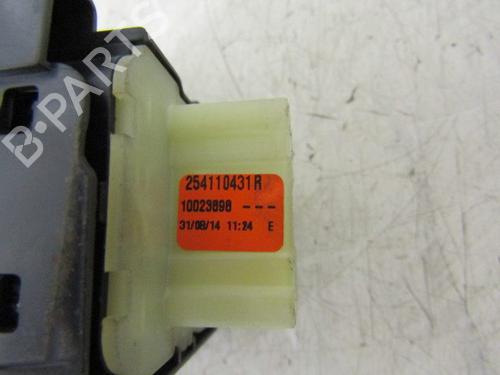 254110431R
10023898 ---
31/08/14 11:24 E
B-PARTS